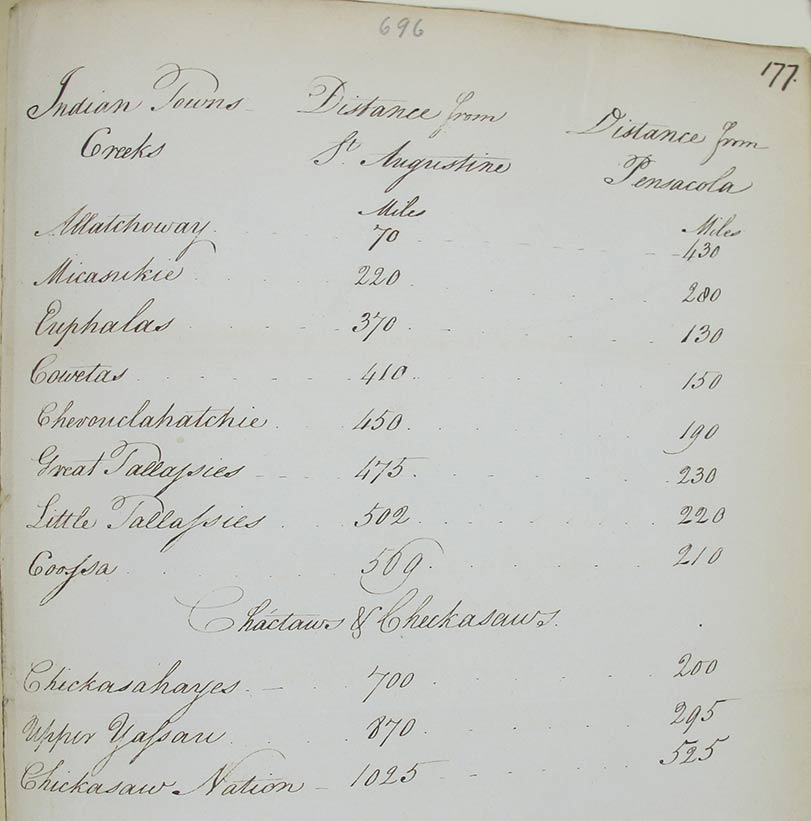 696
177.
Indian Towns Distance from Distance from
Creeks St. Augustine Pensacola
Miles Miles
Allatchoway 70 430
Micasukie 220 280
Euphalas 370 130
Cowetas 410 150
Chevouclahatchie 450 190
Great Tallassies 475 230
Little Tallassies 502 220
Coossa 569 210
Chactaws & Checkasaws.
Chickasahayes 700 200
Upper Yassau 870 295
Chickasaw Nation 1025 525